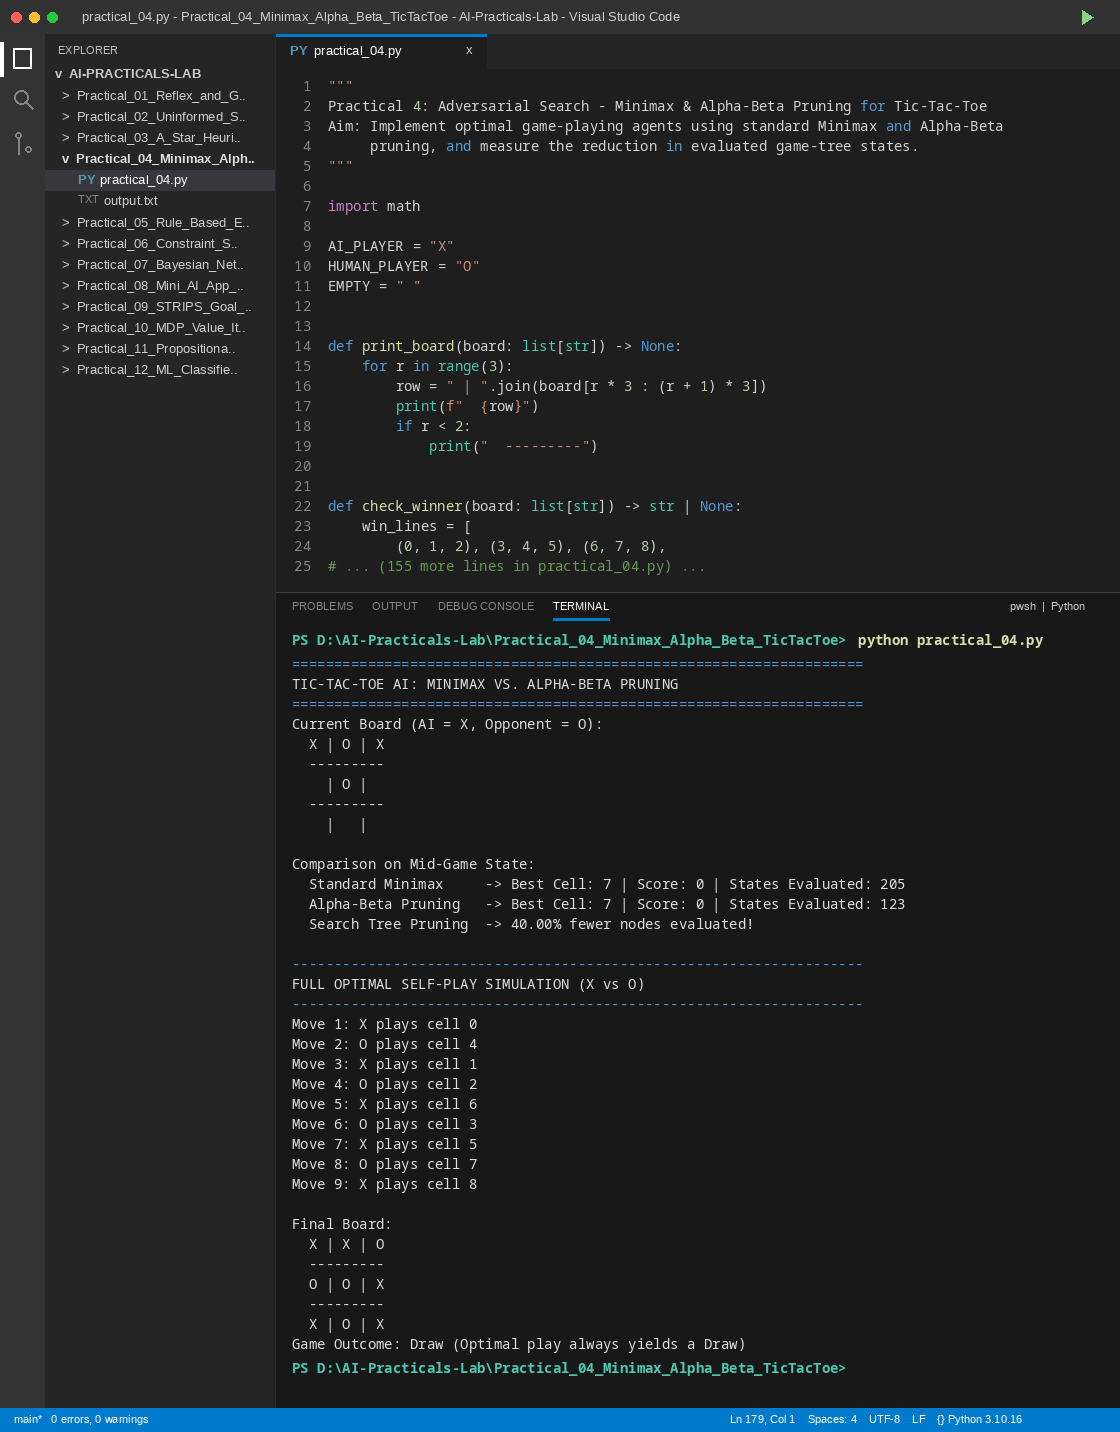 practical_04.py - Practical_04_Minimax_Alpha_Beta_TicTacToe - AI-Practicals-Lab - Visual Studio Code
EXPLORER
v AI-PRACTICALS-LAB
> Practical_01_Reflex_and_G..
> Practical_02_Uninformed_S..
> Practical_03_A_Star_Heuri..
v Practical_04_Minimax_Alph..
PY practical_04.py
TXT output.txt
> Practical_05_Rule_Based_E..
> Practical_06_Constraint_S..
> Practical_07_Bayesian_Net..
> Practical_08_Mini_AI_App_..
> Practical_09_STRIPS_Goal_..
> Practical_10_MDP_Value_It..
> Practical_11_Propositiona..
> Practical_12_ML_Classifie..
PY practical_04.py x
1 """
2 Practical 4: Adversarial Search - Minimax & Alpha-Beta Pruning for Tic-Tac-Toe
3 Aim: Implement optimal game-playing agents using standard Minimax and Alpha-Beta
4      pruning, and measure the reduction in evaluated game-tree states.
5 """
6
7 import math
8
9 AI_PLAYER = "X"
10 HUMAN_PLAYER = "O"
11 EMPTY = " "
12
13
14 def print_board(board: list[str]) -> None:
15     for r in range(3):
16         row = " | ".join(board[r * 3 : (r + 1) * 3])
17         print(f"  {row}")
18         if r < 2:
19             print("  ---------")
20
21
22 def check_winner(board: list[str]) -> str | None:
23     win_lines = [
24         (0, 1, 2), (3, 4, 5), (6, 7, 8),
25 # ... (155 more lines in practical_04.py) ...
PROBLEMS OUTPUT DEBUG CONSOLE TERMINAL pwsh | Python
PS D:\AI-Practicals-Lab\Practical_04_Minimax_Alpha_Beta_TicTacToe> python practical_04.py
====================================================================
TIC-TAC-TOE AI: MINIMAX VS. ALPHA-BETA PRUNING
====================================================================
Current Board (AI = X, Opponent = O):
  X | O | X
  ---------
    | O |
  ---------
    |   |
Comparison on Mid-Game State:
  Standard Minimax     -> Best Cell: 7 | Score: 0 | States Evaluated: 205
  Alpha-Beta Pruning   -> Best Cell: 7 | Score: 0 | States Evaluated: 123
  Search Tree Pruning  -> 40.00% fewer nodes evaluated!
--------------------------------------------------------------------
FULL OPTIMAL SELF-PLAY SIMULATION (X vs O)
--------------------------------------------------------------------
Move 1: X plays cell 0
Move 2: O plays cell 4
Move 3: X plays cell 1
Move 4: O plays cell 2
Move 5: X plays cell 6
Move 6: O plays cell 3
Move 7: X plays cell 5
Move 8: O plays cell 7
Move 9: X plays cell 8
Final Board:
  X | X | O
  ---------
  O | O | X
  ---------
  X | O | X
Game Outcome: Draw (Optimal play always yields a Draw)
PS D:\AI-Practicals-Lab\Practical_04_Minimax_Alpha_Beta_TicTacToe>
main* 0 errors, 0 warnings Ln 179, Col 1 Spaces: 4 UTF-8 LF {} Python 3.10.16